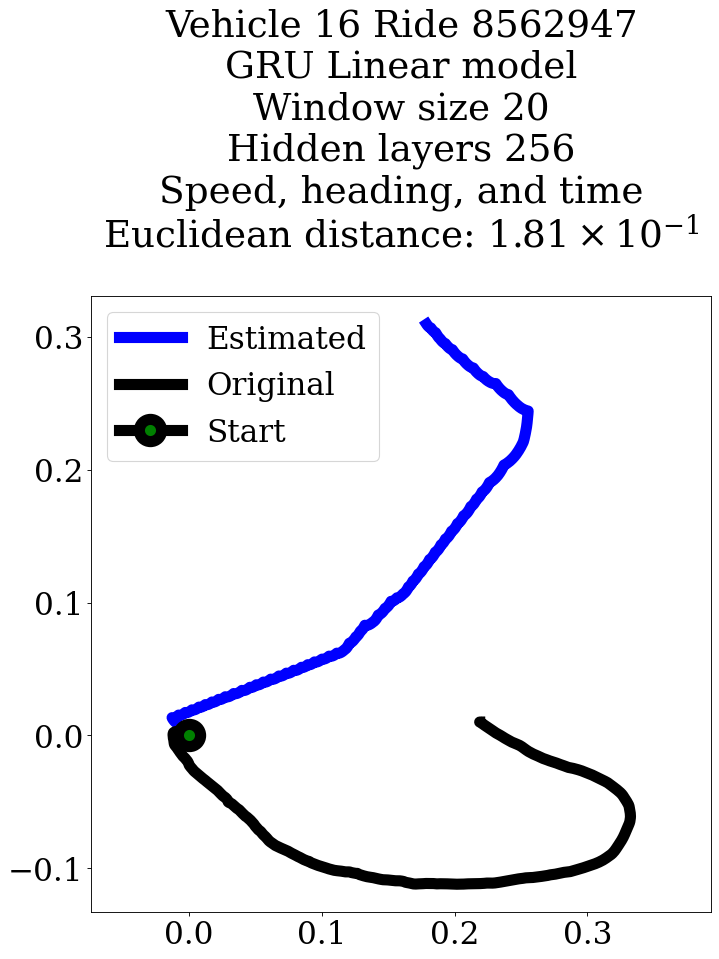 Vehicle 16 Ride 8562947
GRU Linear model
Window size 20
Hidden layers 256
Speed, heading, and time
Euclidean distance: 1.81 × 10⁻¹
Estimated
Original
Start
0.3
0.2
0.1
0.0
−0.1
0.0 0.1 0.2 0.3